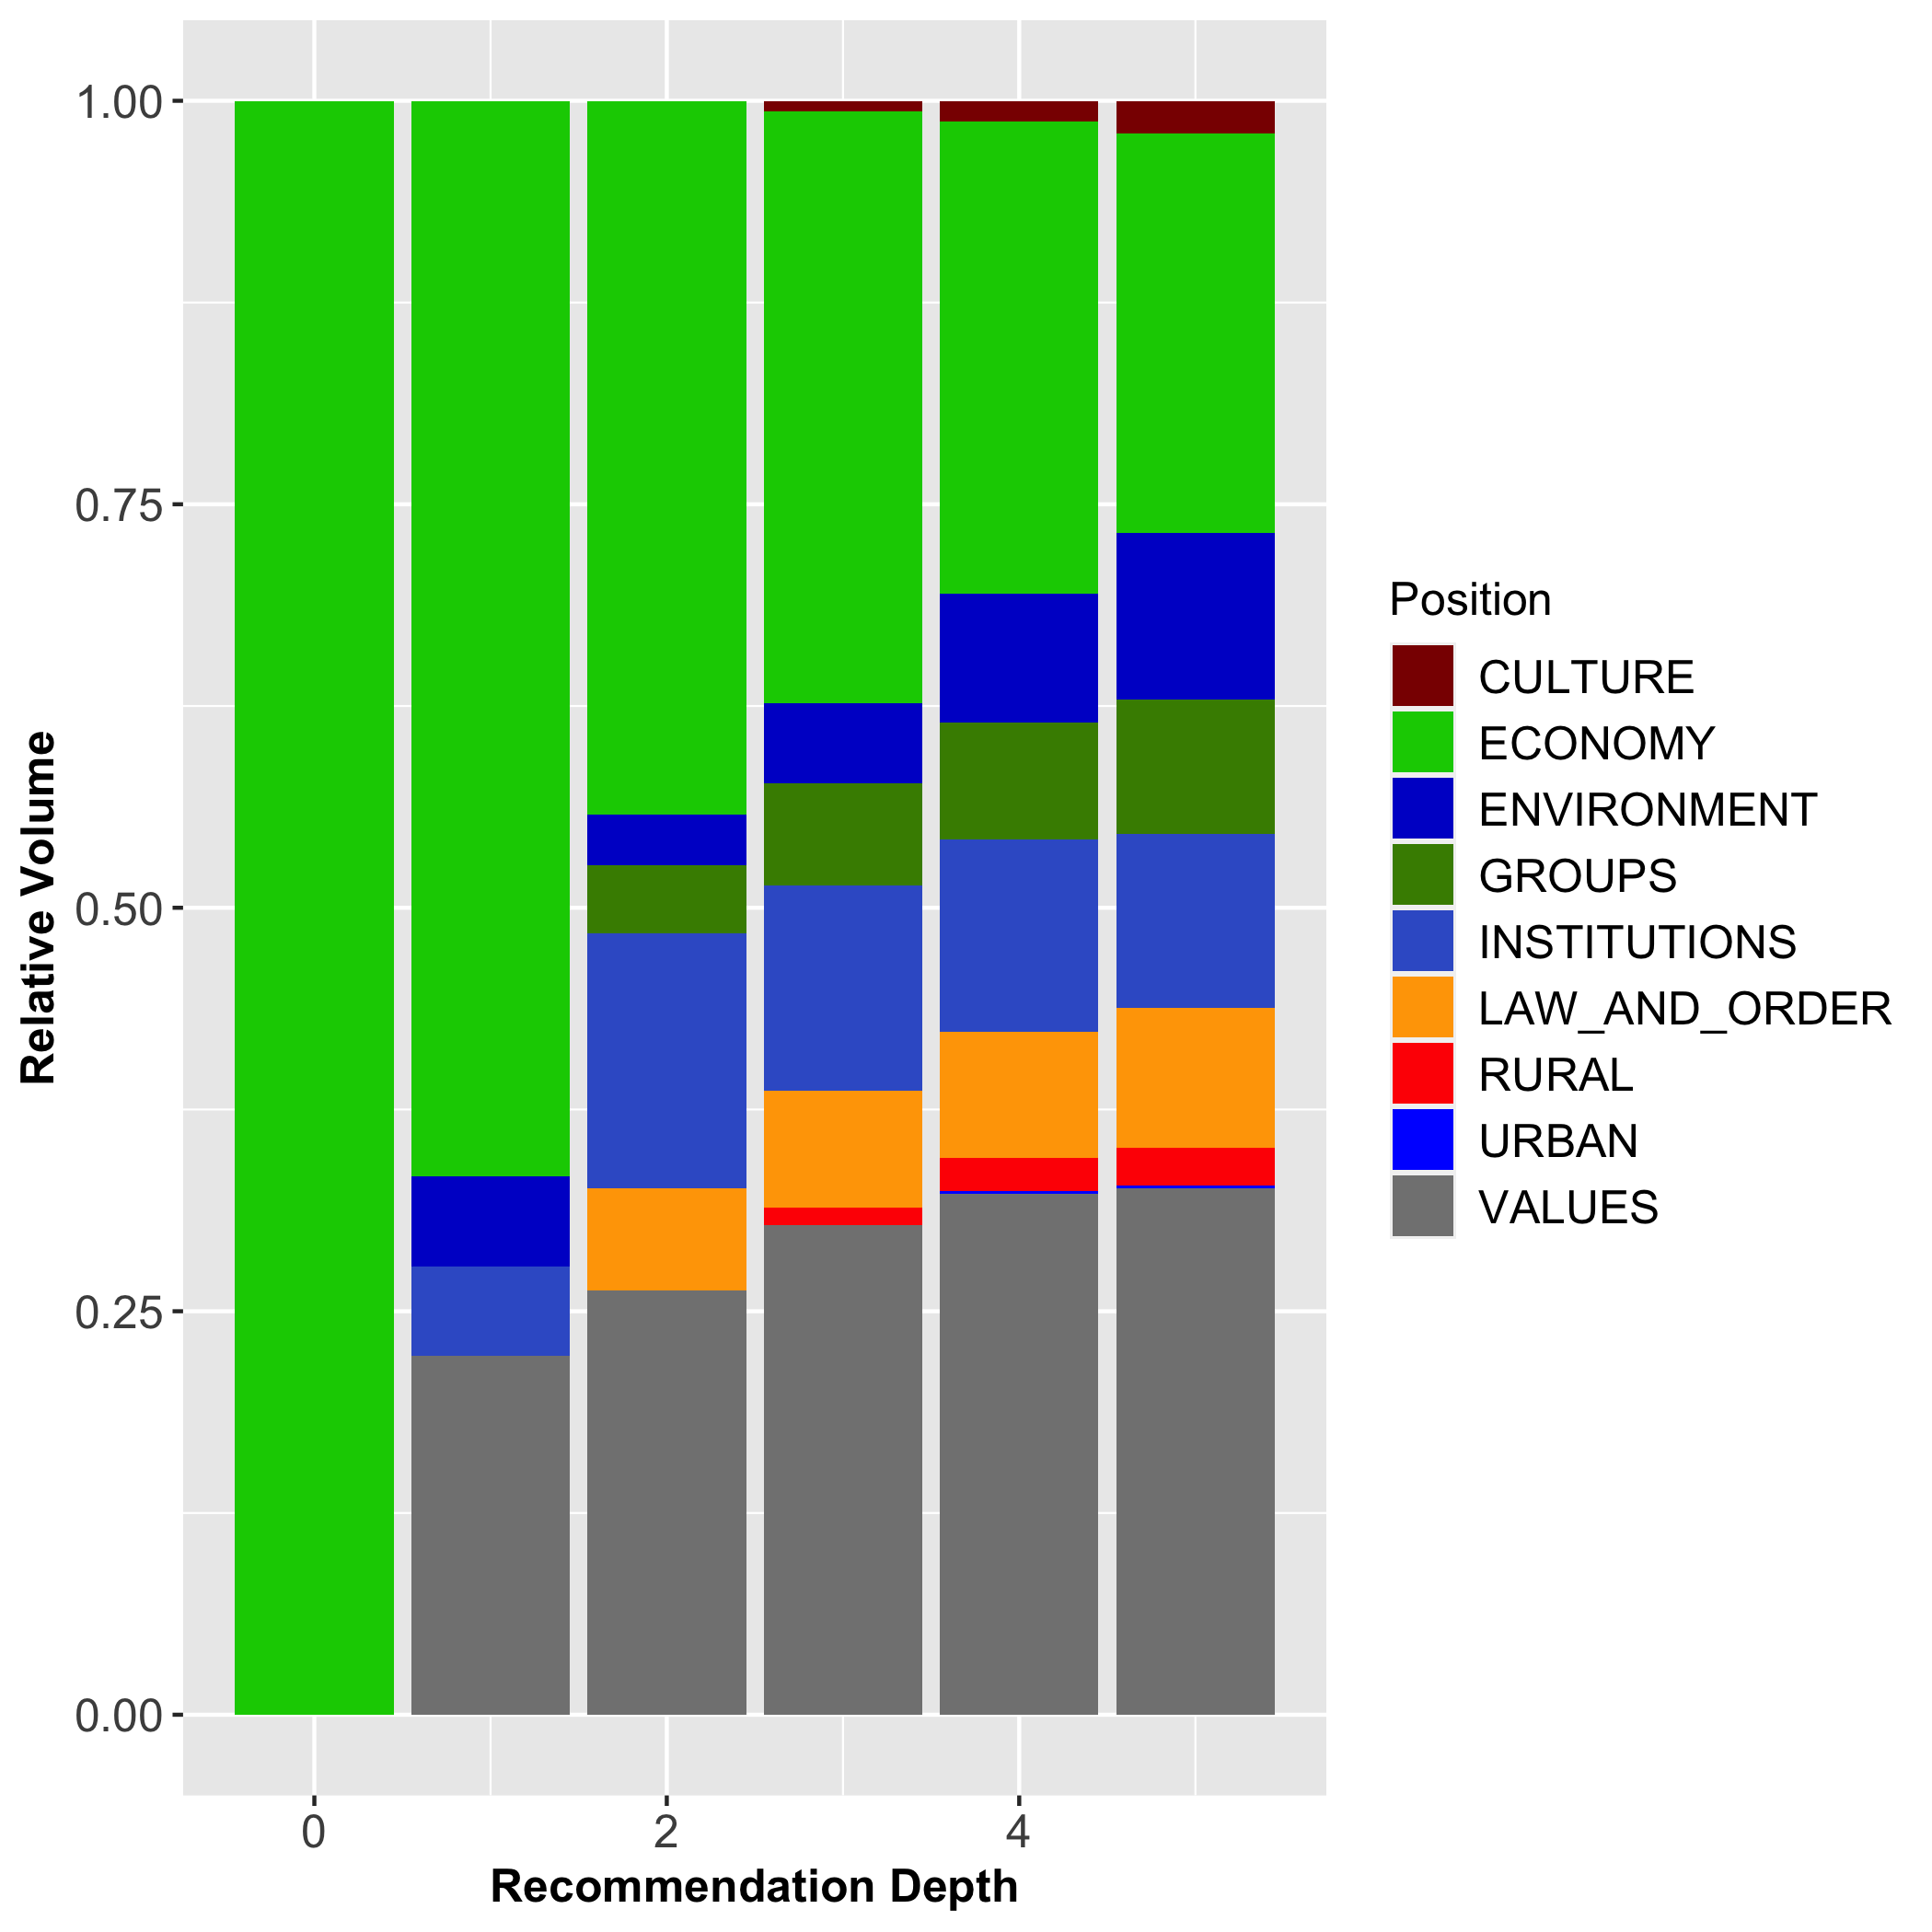 1.00
0.75
0.50
0.25
0.00
Relative Volume
0 2 4
Recommendation Depth
Position
CULTURE
ECONOMY
ENVIRONMENT
GROUPS
INSTITUTIONS
LAW_AND_ORDER
RURAL
URBAN
VALUES